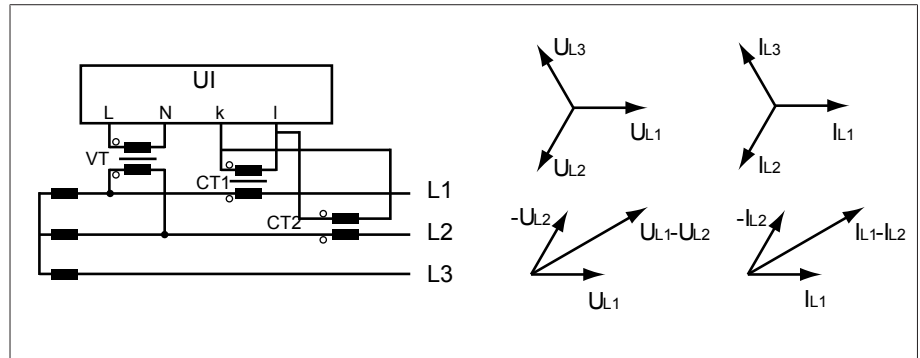 UI
L N k l
VT
CT1
CT2
L1
L2
L3
UL3
UL1
UL2
IL3
IL1
IL2
-UL2
UL1-UL2
UL1
-IL2
IL1-IL2
IL1